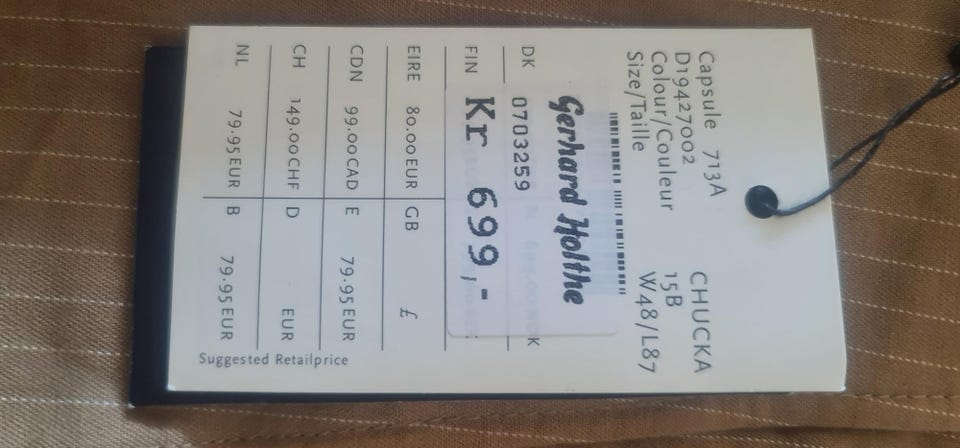 Capsule 713A CHUCKA
D19427002
Colour/Couleur 15B
Size/Taille W48/L87
Gerhard Holthe
DK 0703259
FIN Kr 699,-
EIRE 80.00EUR GB £
CDN 99.00CAD E 79.95EUR
CH 149.00CHF D EUR
NL 79.95EUR B 79.95EUR
Suggested Retailprice